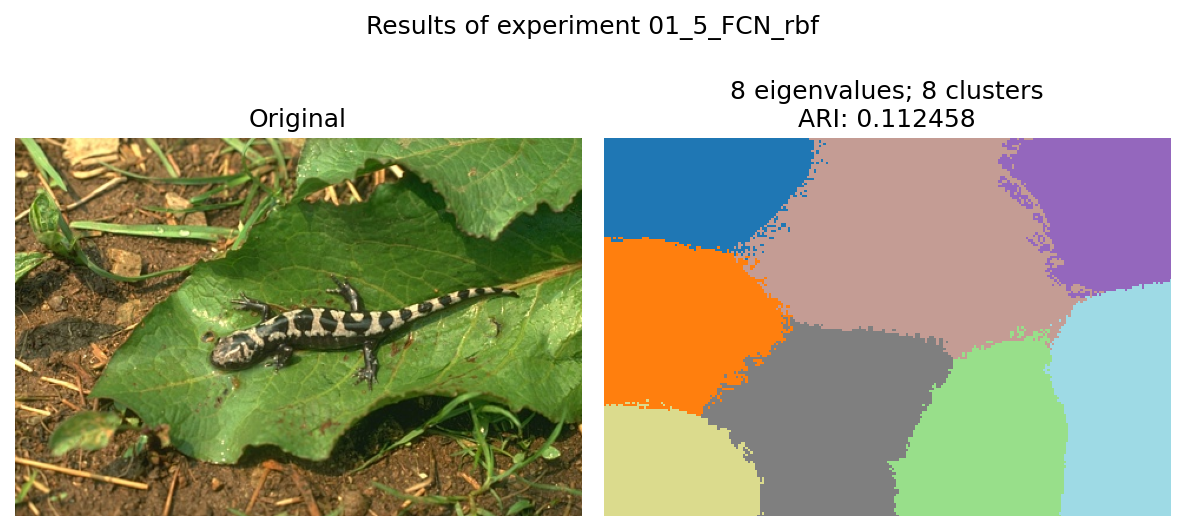 Results of experiment 01_5_FCN_rbf
Original
8 eigenvalues; 8 clusters
ARI: 0.112458